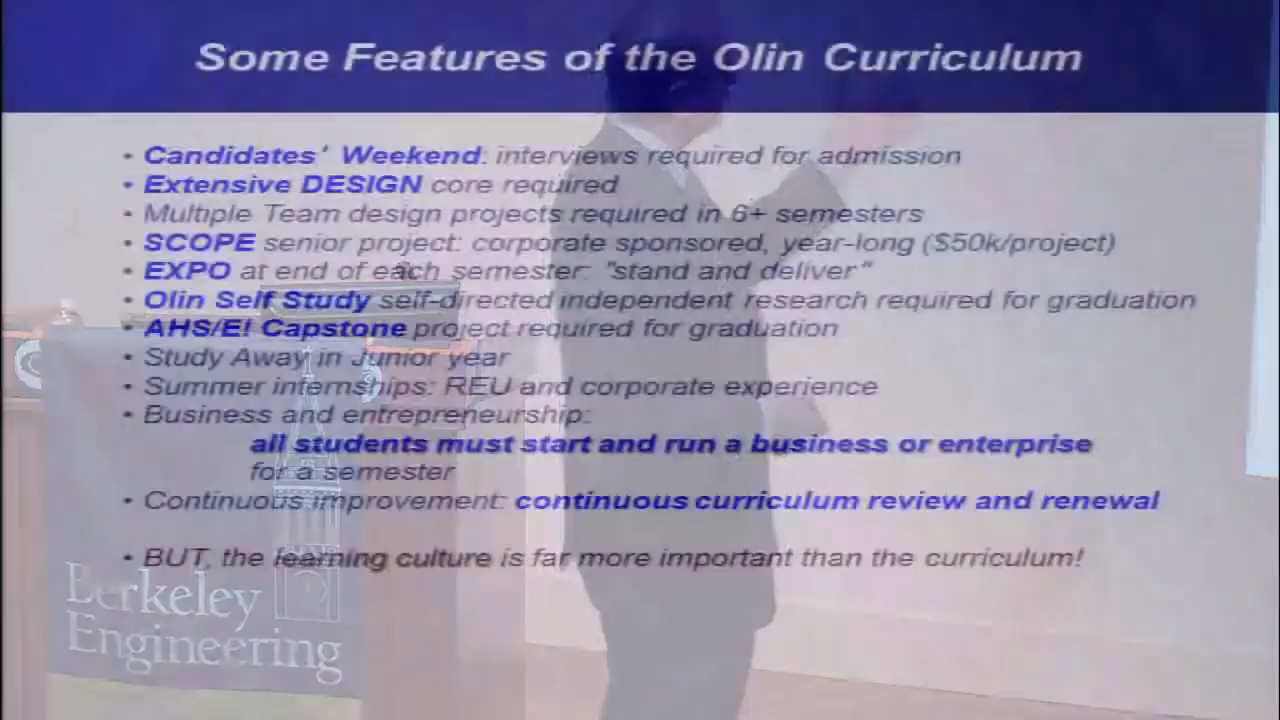 Some Features of the Olin Curriculum
• Candidates' Weekend: interviews required for admission
• Extensive DESIGN core required
• Multiple Team design projects required in 6+ semesters
• SCOPE senior project: corporate sponsored, year-long ($50k/project)
• EXPO at end of each semester: "stand and deliver"
• Olin Self Study self-directed independent research required for graduation
• AHS/E! Capstone project required for graduation
• Study Away in Junior year
• Summer internships: REU and corporate experience
• Business and entrepreneurship:
all students must start and run a business or enterprise
for a semester
• Continuous improvement: continuous curriculum review and renewal
• BUT, the learning culture is far more important than the curriculum!
Berkeley
Engineering